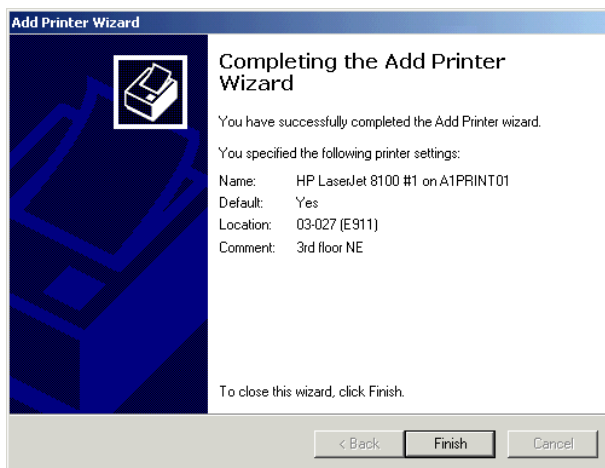 Add Printer Wizard
Completing the Add Printer
Wizard
You have successfully completed the Add Printer wizard.
You specified the following printer settings:
Name: HP LaserJet 8100 #1 on A1PRINT01
Default: Yes
Location: 03-027 (E911)
Comment: 3rd floor NE
To close this wizard, click Finish.
< Back Finish Cancel